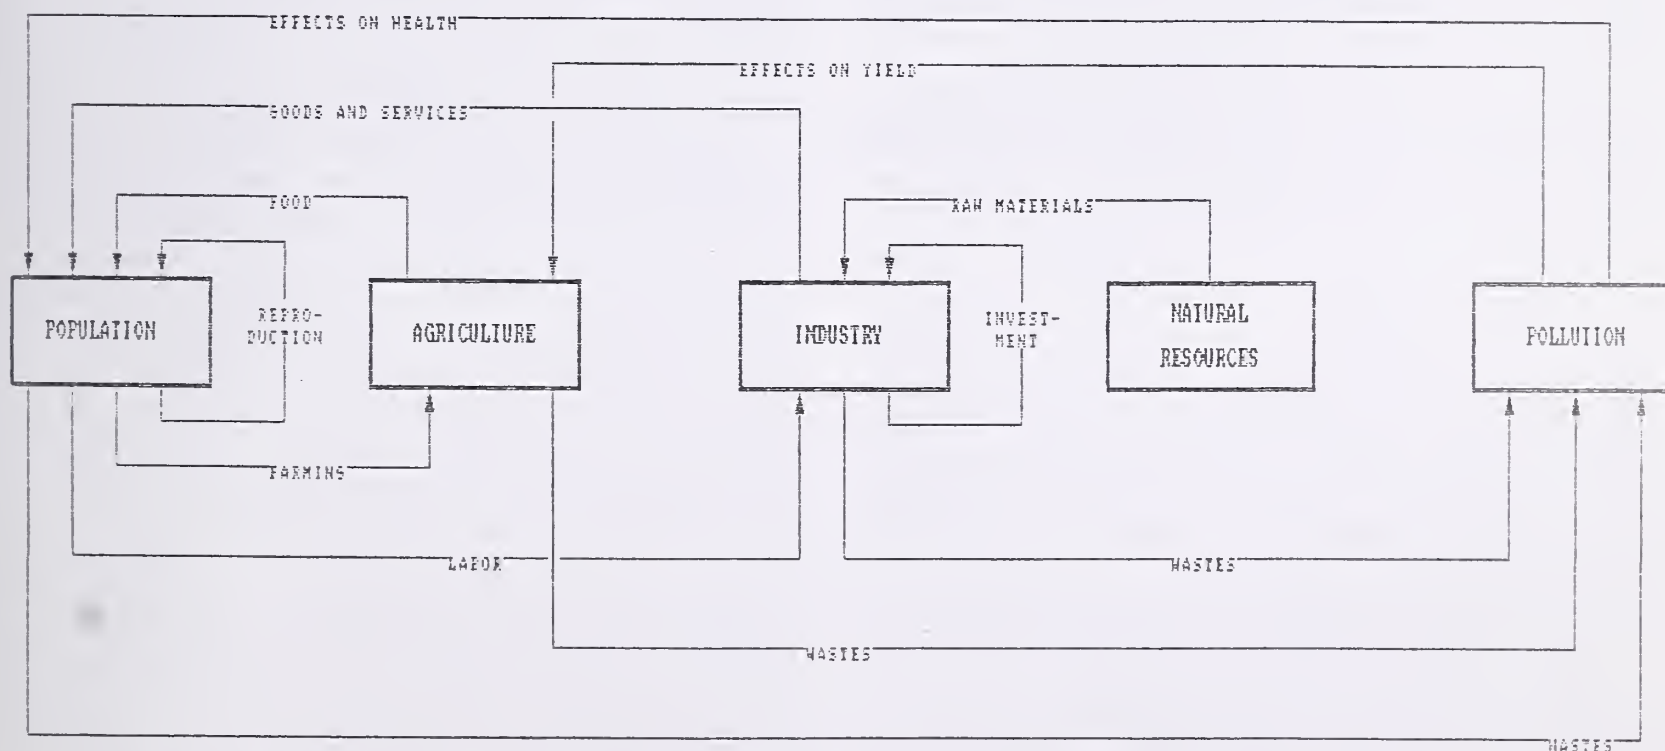 EFFECTS ON HEALTH
EFFECTS ON YIELD
GOODS AND SERVICES
FOOD
RAW MATERIALS
POPULATION
REPRO-
DUCTION
AGRICULTURE
INDUSTRY
INVEST-
MENT
NATURAL
RESOURCES
POLLUTION
FARMING
LABOR
WASTES
WASTES
WASTES